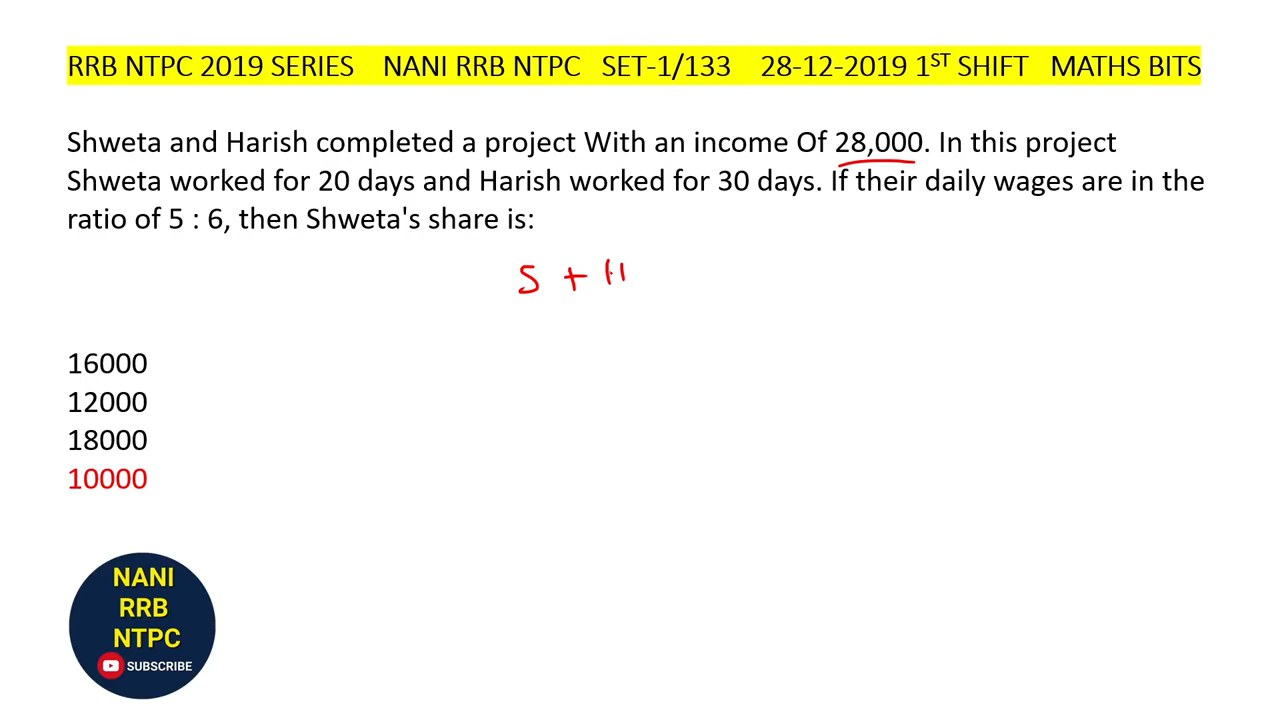 RRB NTPC 2019 SERIES NANI RRB NTPC SET-1/133 28-12-2019 1ST SHIFT MATHS BITS
Shweta and Harish completed a project With an income Of 28,000. In this project
Shweta worked for 20 days and Harish worked for 30 days. If their daily wages are in the
ratio of 5 : 6, then Shweta's share is:
S +
16000
12000
18000
10000
NANI
RRB
NTPC
SUBSCRIBE